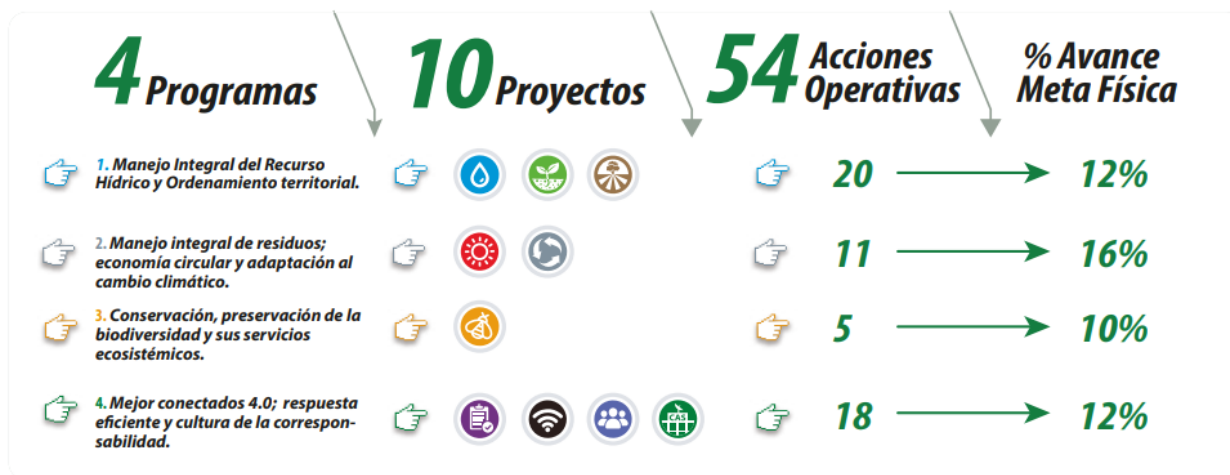 4 Programas
10 Proyectos
54 Acciones
Operativas
% Avance
Meta Física
1. Manejo Integral del Recurso
Hídrico y Ordenamiento territorial.
20
12%
2. Manejo integral de residuos;
economía circular y adaptación al
cambio climático.
11
16%
3. Conservación, preservación de la
biodiversidad y sus servicios
ecosistémicos.
5
10%
4. Mejor conectados 4.0; respuesta
eficiente y cultura de la correspon-
sabilidad.
CAS
18
12%